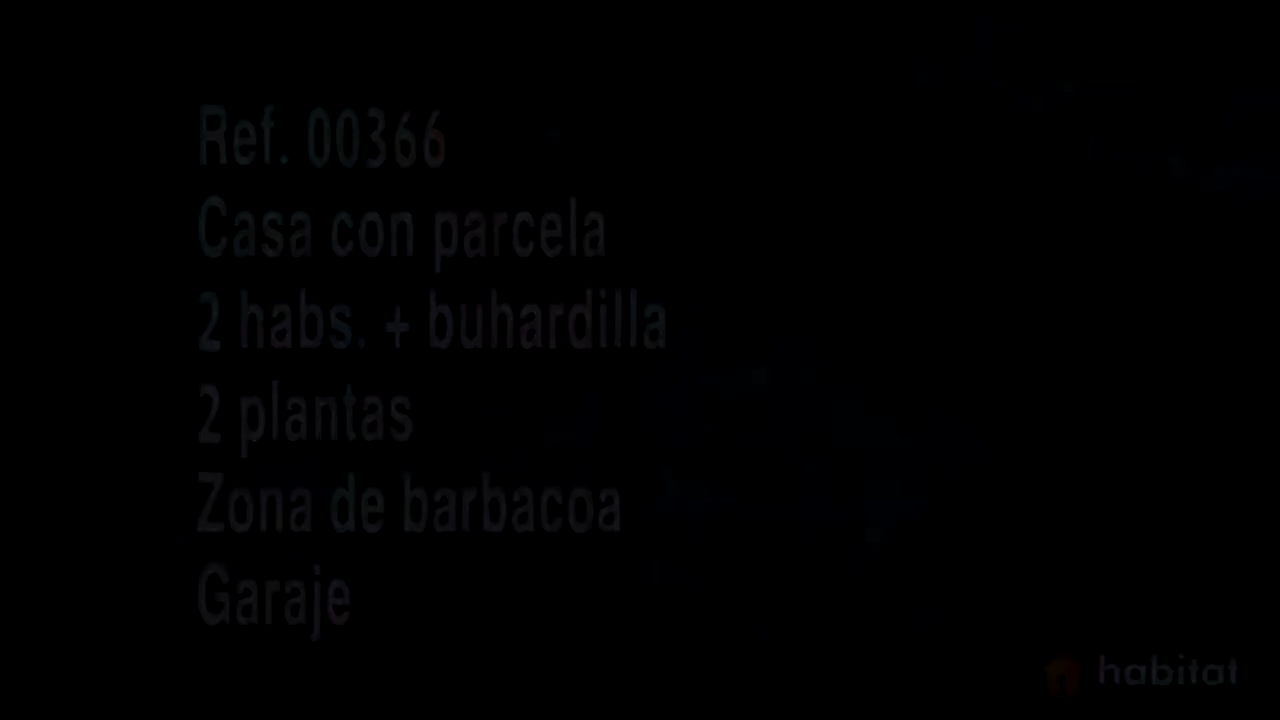 Ref. 00366
Casa con parcela
2 habs. + buhardilla
2 plantas
Zona de barbacoa
Garaje
habitat